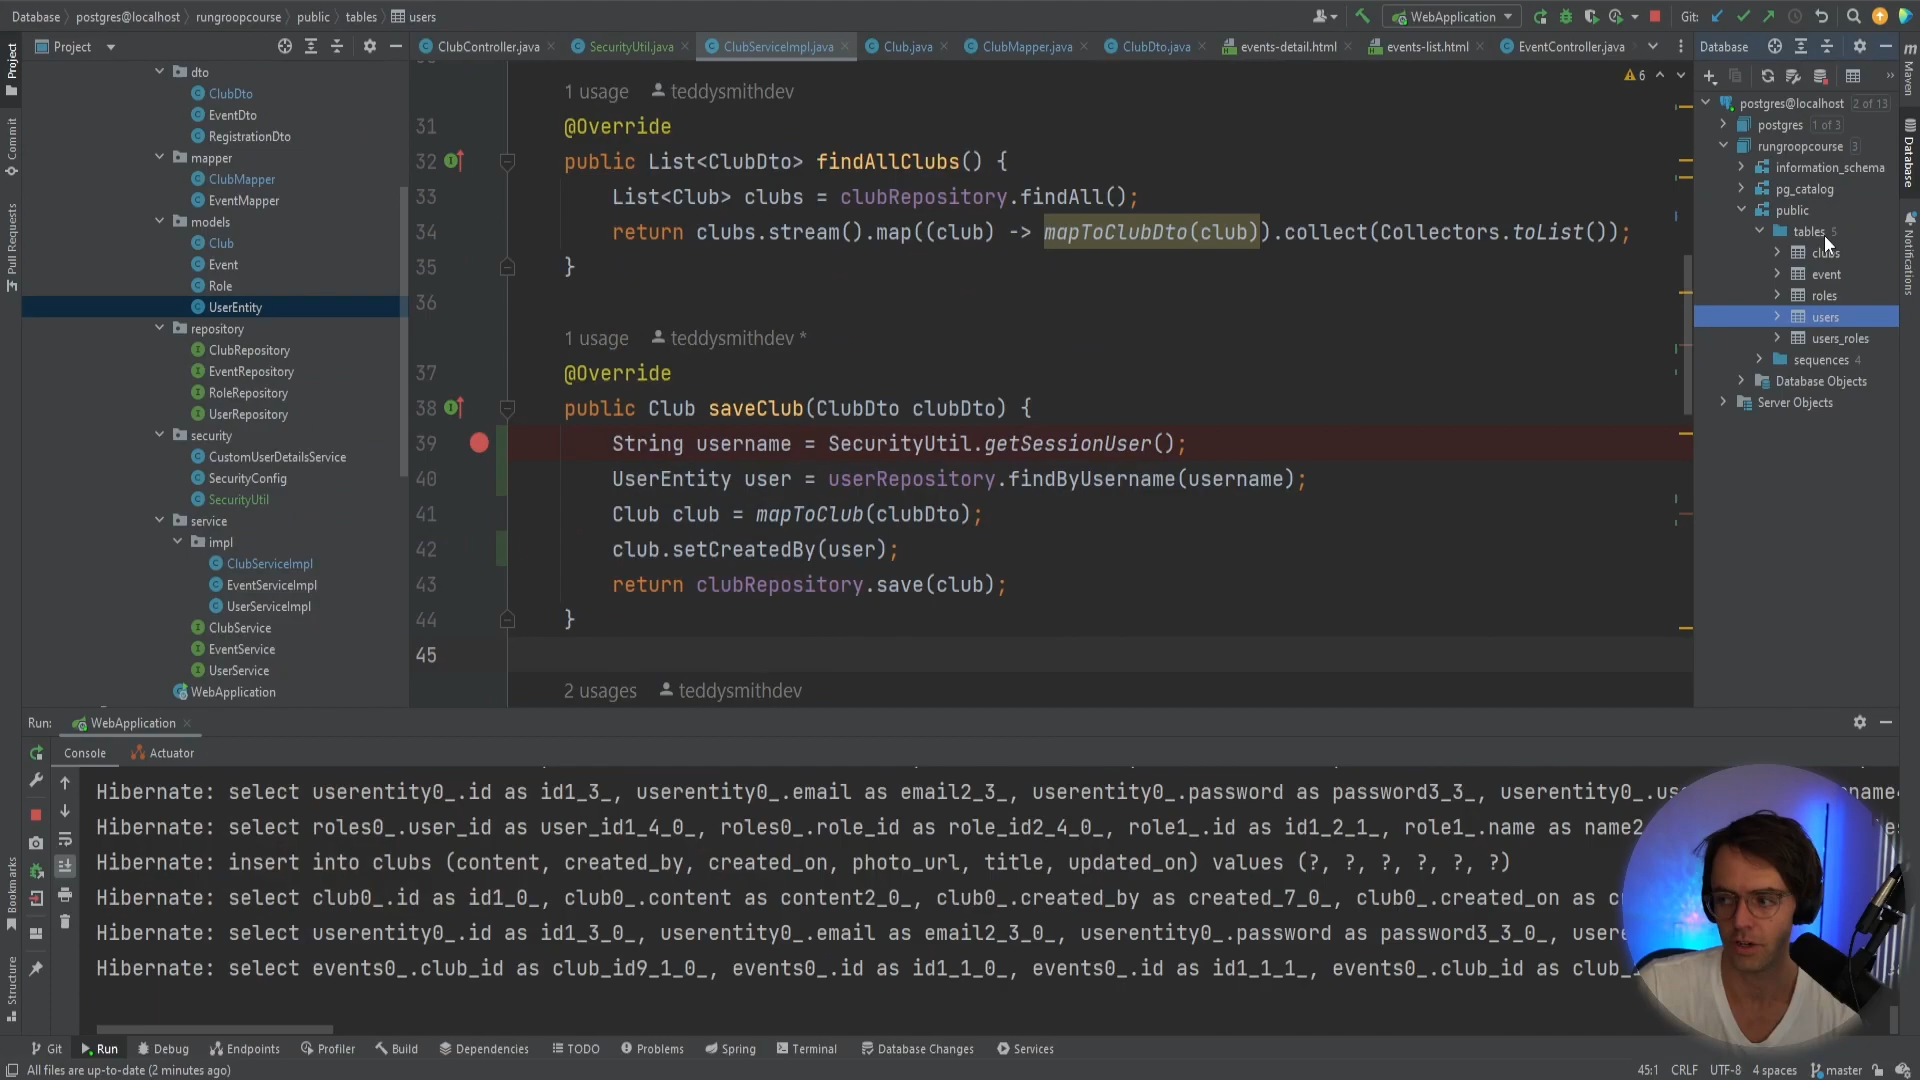 Database postgres@localhost rungroopcourse public tables users
WebApplication
Git:
Project
ClubController.java
SecurityUtil.java
ClubServiceImpl.java
Club.java
ClubMapper.java
ClubDto.java
events-detail.html
events-list.html
EventController.java
Database
dto
ClubDto
EventDto
RegistrationDto
mapper
ClubMapper
EventMapper
models
Club
Event
Role
UserEntity
repository
ClubRepository
EventRepository
RoleRepository
UserRepository
security
CustomUserDetailsService
SecurityConfig
SecurityUtil
service
impl
ClubServiceImpl
EventServiceImpl
UserServiceImpl
ClubService
EventService
UserService
WebApplication
1 usage teddysmithdev
6
31 @Override
32 public List<ClubDto> findAllClubs() {
33 List<Club> clubs = clubRepository.findAll();
34 return clubs.stream().map((club) -> mapToClubDto(club)).collect(Collectors.toList());
35 }
36
1 usage teddysmithdev *
37 @Override
38 public Club saveClub(ClubDto clubDto) {
39 String username = SecurityUtil.getSessionUser();
40 UserEntity user = userRepository.findByUsername(username);
41 Club club = mapToClub(clubDto);
42 club.setCreatedBy(user);
43 return clubRepository.save(club);
44 }
45
2 usages teddysmithdev
postgres@localhost 2 of 13
postgres 1 of 3
rungroopcourse 3
information_schema
pg_catalog
public
tables 5
clubs
event
roles
users
users_roles
sequences 4
Database Objects
Server Objects
Project
Commit
Pull Requests
Bookmarks
Structure
Maven
Database
Notifications
Run: WebApplication
Console Actuator
Hibernate: select userentity0_.id as id1_3_, userentity0_.email as email2_3_, userentity0_.password as password3_3_, userentity0_.us
Hibernate: select roles0_.user_id as user_id1_4_0_, roles0_.role_id as role_id2_4_0_, role1_.id as id1_2_1_, role1_.name as name2
Hibernate: insert into clubs (content, created_by, created_on, photo_url, title, updated_on) values (?, ?, ?, ?, ?, ?)
Hibernate: select club0_.id as id1_0_, club0_.content as content2_0_, club0_.created_by as created_7_0_, club0_.created_on as c
Hibernate: select userentity0_.id as id1_3_0_, userentity0_.email as email2_3_0_, userentity0_.password as password3_3_0_, user
Hibernate: select events0_.club_id as club_id9_1_0_, events0_.id as id1_1_0_, events0_.id as id1_1_1_, events0_.club_id as club_
Git Run Debug Endpoints Profiler Build Dependencies TODO Problems Spring Terminal Database Changes Services
All files are up-to-date (2 minutes ago)
45:1 CRLF UTF-8 4 spaces master